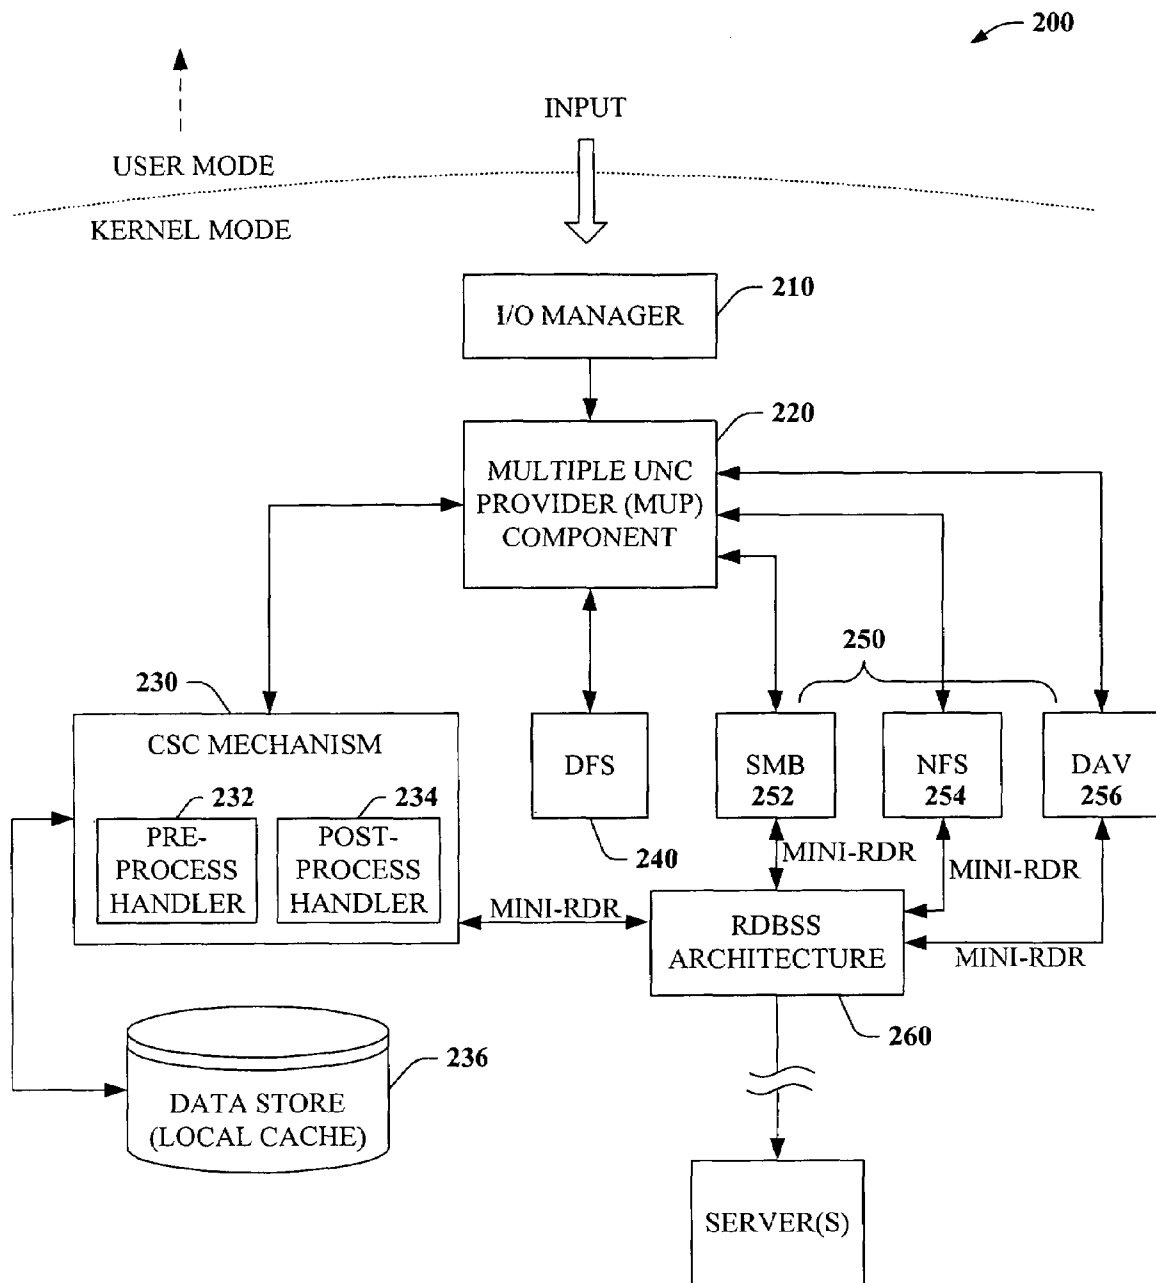 200
INPUT
USER MODE
KERNEL MODE
210
I/O MANAGER
220
MULTIPLE UNC
PROVIDER (MUP)
COMPONENT
250
230
CSC MECHANISM
232
PRE-
PROCESS
HANDLER
234
POST-
PROCESS
HANDLER
DFS
240
SMB
252
NFS
254
DAV
256
MINI-RDR
MINI-RDR
MINI-RDR
MINI-RDR
RDBSS
ARCHITECTURE
260
236
DATA STORE
(LOCAL CACHE)
SERVER(S)